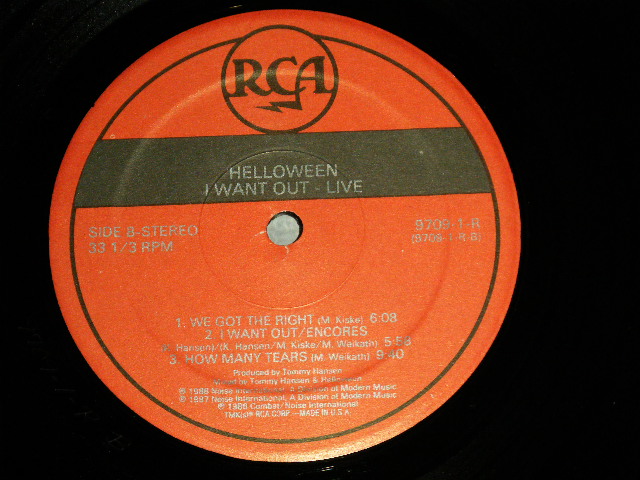 RCA
HELLOWEEN
I WANT OUT - LIVE
SIDE B-STEREO
33 1/3 RPM
9709-1-R
(9709-1-R-B)
1. WE GOT THE RIGHT (M. Kiske) 6:08
2. I WANT OUT/ENCORES
(K. Hansen)/(K. Hansen/M. Kiske/M. Weikath) 5:58
3. HOW MANY TEARS (M. Weikath) 9:40
Produced by Tommy Hansen
Mixed by Tommy Hansen & Helloween
℗ 1988 Noise International, A Division of Modern Music
℗ 1987 Noise International, A Division of Modern Music
℗ 1986 Combat/Noise International
TMK(s)® RCA CORP.—MADE IN U.S.A.